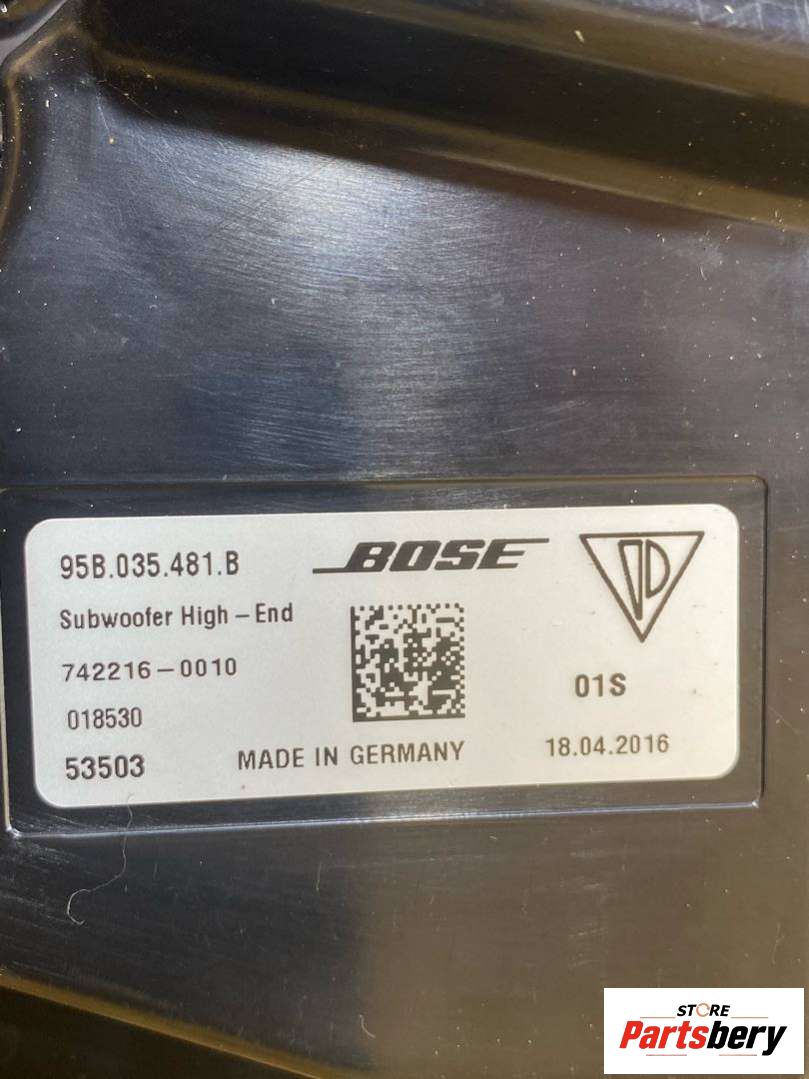 95B.035.481.B
BOSE
Subwoofer High – End
742216 – 0010
01S
018530
53503
MADE IN GERMANY
18.04.2016
STORE
Partsbery